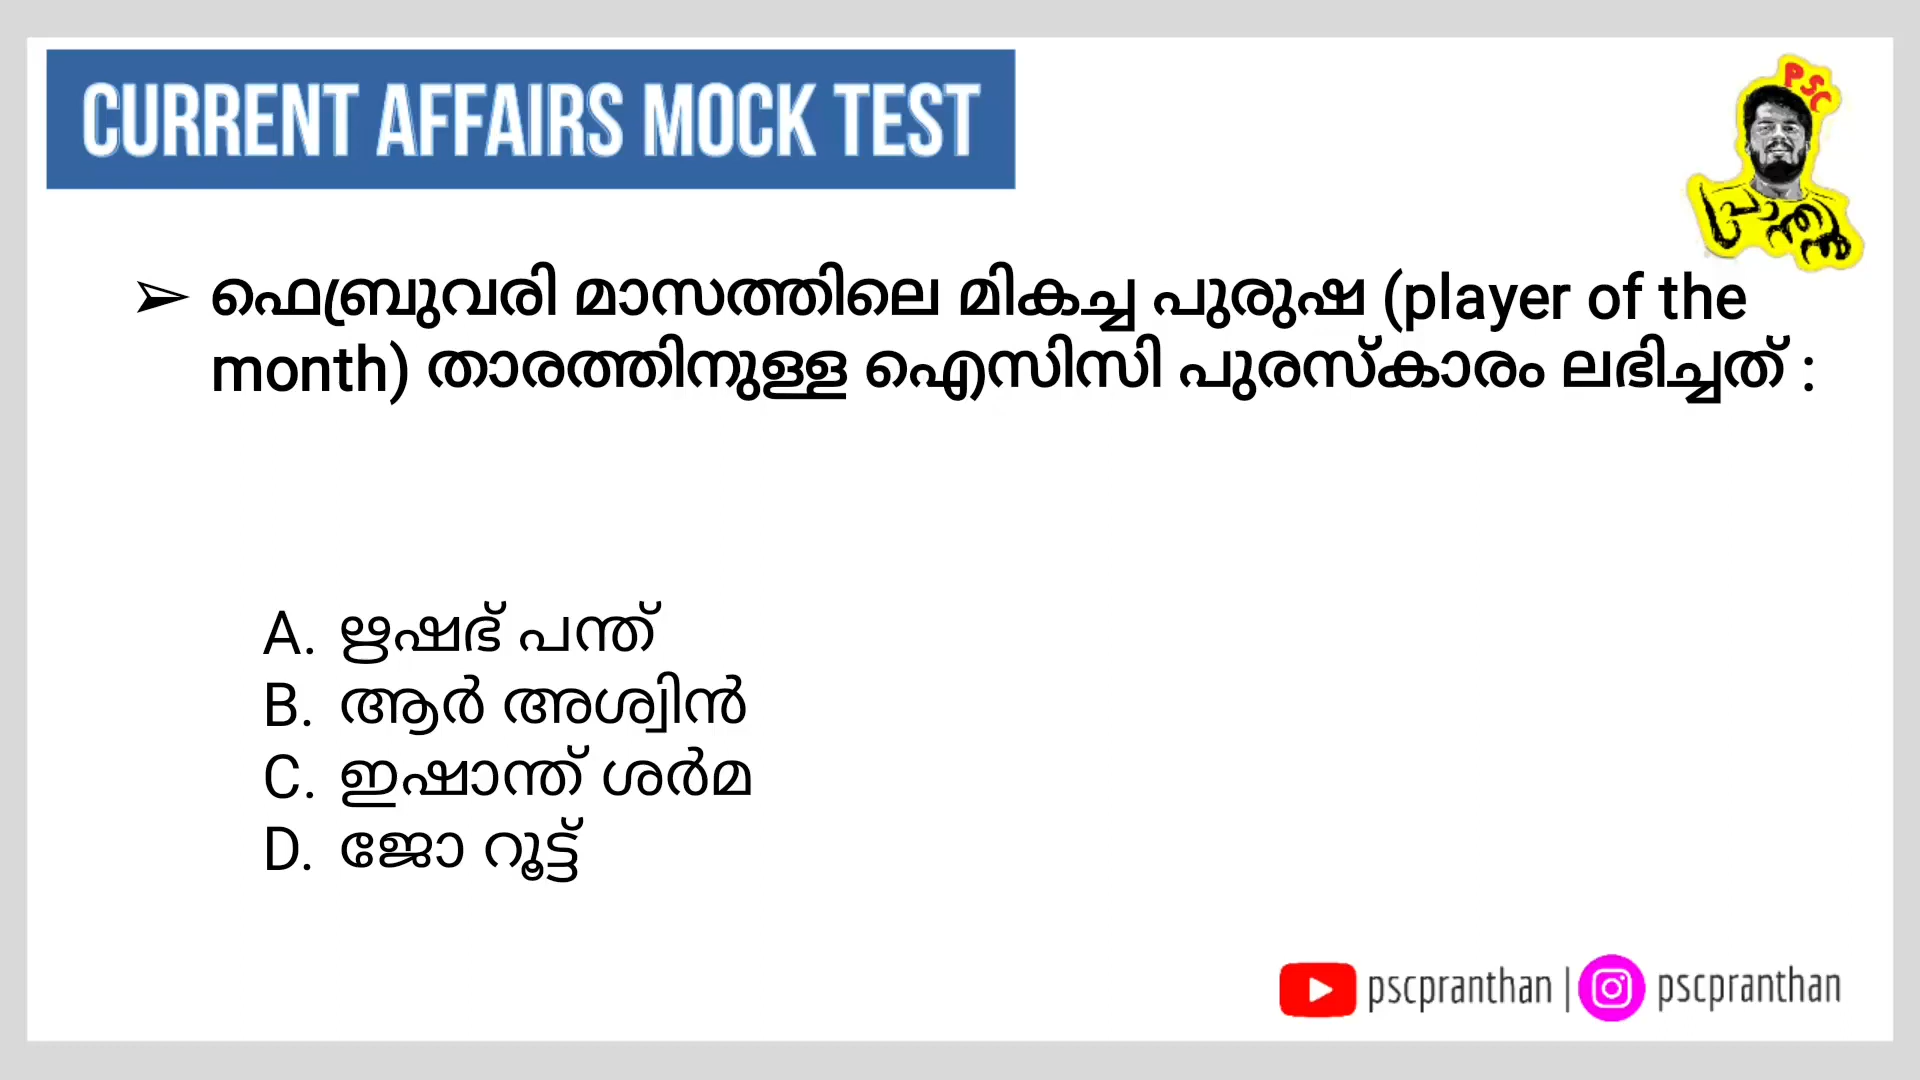 CURRENT AFFAIRS MOCK TEST
PSC
പ്രാന്തൻ
➢ ഫെബ്രുവരി മാസത്തിലെ മികച്ച പുരുഷ (player of the
month) താരത്തിനുള്ള ഐസിസി പുരസ്കാരം ലഭിച്ചത് :
A. ഋഷഭ് പന്ത്
B. ആർ അശ്വിൻ
C. ഇഷാന്ത് ശർമ
D. ജോ റൂട്ട്
pscpranthan | pscpranthan